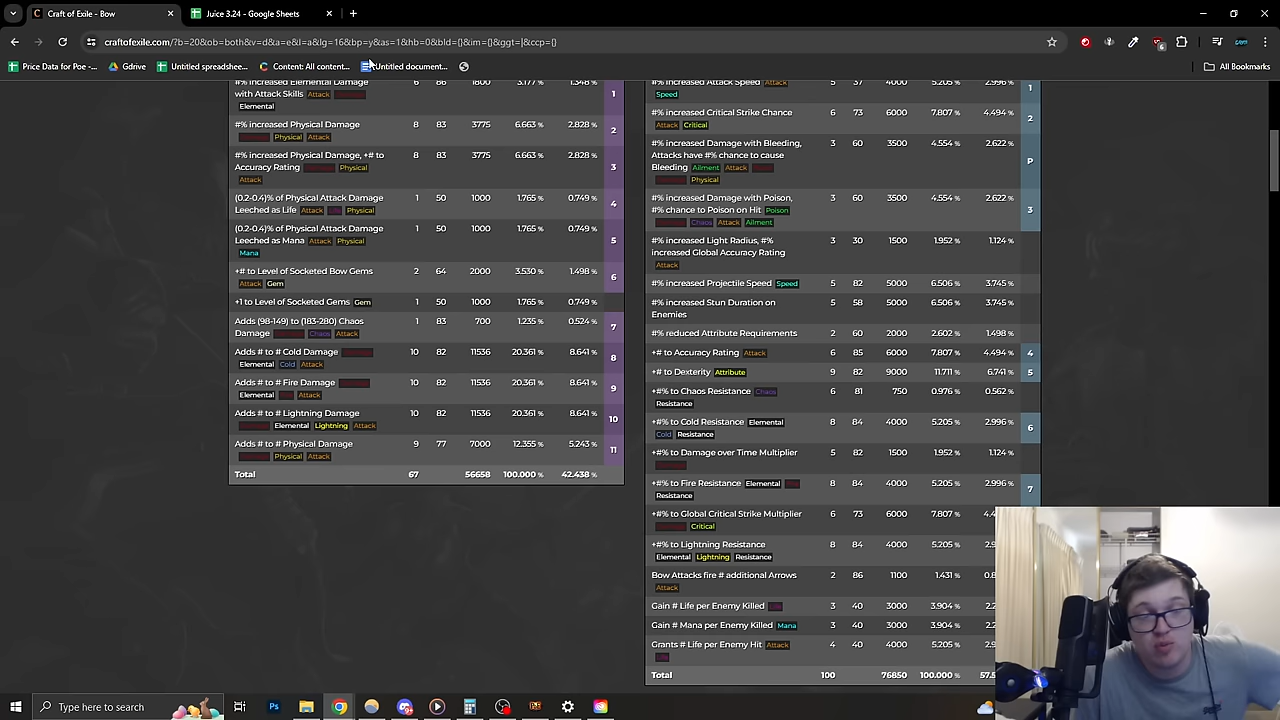 Craft of Exile - Bow
Juice 3.24 - Google Sheets
craftofexile.com/?b=20&ob=both&v=d&a=e&l=a&lg=16&bp=y&as=1&hb=0&bld={}&im={}&ggt=|&ccp={}
Price Data for Poe -...
Gdrive
Untitled spreadshee...
Content: All content...
Untitled document...
All Bookmarks
#% increased Elemental Damage 6 86 1800 3.177 % 1.348 % 1
with Attack Skills Attack
Elemental
#% increased Physical Damage 8 83 3775 6.663 % 2.828 % 2
Physical Attack
#% increased Physical Damage, +# to 8 83 3775 6.663 % 2.828 % 3
Accuracy Rating Physical
Attack
(0.2-0.4)% of Physical Attack Damage 1 50 1000 1.765 % 0.749 % 4
Leeched as Life Attack Life Physical
(0.2-0.4)% of Physical Attack Damage 1 50 1000 1.765 % 0.749 % 5
Leeched as Mana Attack Physical
Mana
+# to Level of Socketed Bow Gems 2 64 2000 3.530 % 1.498 % 6
Attack Gem
+1 to Level of Socketed Gems Gem 1 50 1000 1.765 % 0.749 %
Adds (98-149) to (183-280) Chaos 1 83 700 1.235 % 0.524 % 7
Damage Chaos Attack
Adds # to # Cold Damage 10 82 11536 20.361 % 8.641 % 8
Elemental Cold Attack
Adds # to # Fire Damage 10 82 11536 20.361 % 8.641 % 9
Elemental Attack
Adds # to # Lightning Damage 10 82 11536 20.361 % 8.641 % 10
Elemental Lightning Attack
Adds # to # Physical Damage 9 77 7000 12.355 % 5.243 % 11
Physical Attack
Total 67 56658 100.000 % 42.438 %
#% increased Attack Speed Attack 5 37 4000 5.205 % 2.996 % 1
Speed
#% increased Critical Strike Chance 6 73 6000 7.807 % 4.494 % 2
Attack Critical
#% increased Damage with Bleeding, 3 60 3500 4.554 % 2.622 % P
Attacks have #% chance to cause
Bleeding Ailment Attack
Physical
#% increased Damage with Poison, 3 60 3500 4.554 % 2.622 % 3
#% chance to Poison on Hit Poison
Chaos Attack Ailment
#% increased Light Radius, #% 3 30 1500 1.952 % 1.124 %
increased Global Accuracy Rating
Attack
#% increased Projectile Speed Speed 5 82 5000 6.506 % 3.745 %
#% increased Stun Duration on 5 58 5000 6.506 % 3.745 %
Enemies
#% reduced Attribute Requirements 2 60 2000 2.602 % 1.498 %
+# to Accuracy Rating Attack 6 85 6000 7.807 % 4.494 % 4
+# to Dexterity Attribute 9 82 9000 11.711 % 6.741 % 5
+#% to Chaos Resistance Chaos 6 81 750 0.976 % 0.562 %
Resistance
+#% to Cold Resistance Elemental 8 84 4000 5.205 % 2.996 % 6
Cold Resistance
+#% to Damage over Time Multiplier 5 82 1500 1.952 % 1.124 %
+#% to Fire Resistance Elemental 8 84 4000 5.205 % 2.996 % 7
Resistance
+#% to Global Critical Strike Multiplier 6 73 6000 7.807 %
Critical
+#% to Lightning Resistance 8 84 4000 5.205 %
Elemental Lightning Resistance
Bow Attacks fire # additional Arrows 2 86 1100 1.431 %
Attack
Gain # Life per Enemy Killed Life 3 40 3000 3.904 %
Gain # Mana per Enemy Killed Mana 3 40 3000 3.904 %
Grants # Life per Enemy Hit Attack 4 40 4000 5.205 %
Life
Total 100 76850 100.000 %
Type here to search